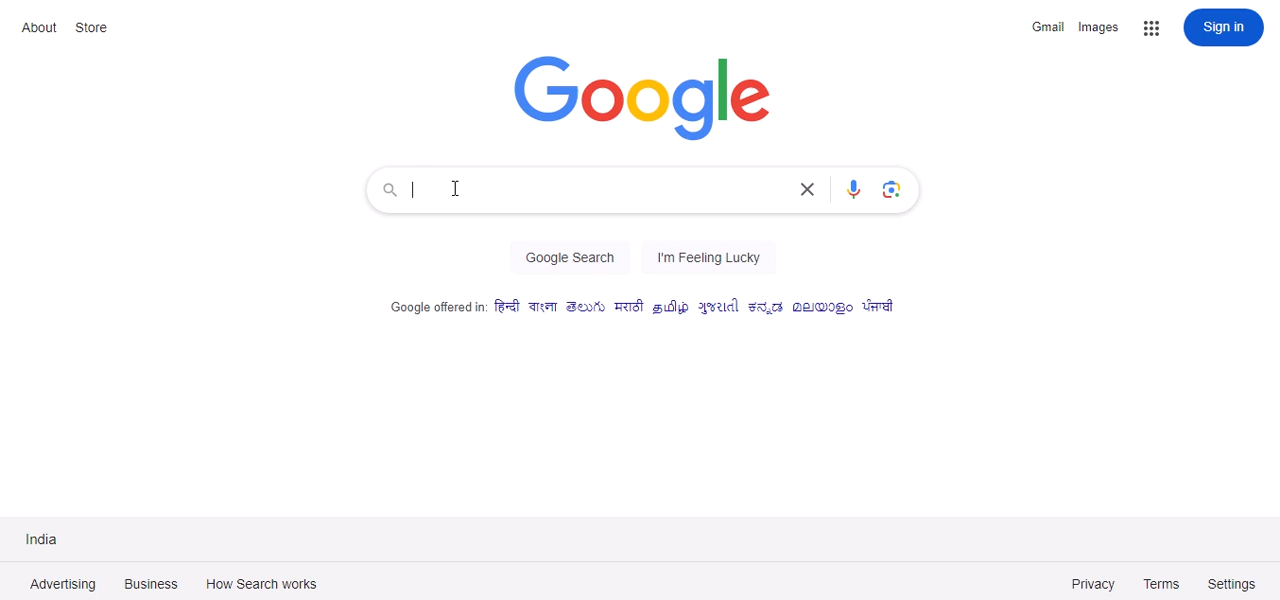 About Store Gmail Images Sign in
Google
Google Search I'm Feeling Lucky
Google offered in: हिन्दी বাংলা తెలుగు मराठी தமிழ் ગુજરાતી ಕನ್ನಡ മലയാളം ਪੰਜਾਬੀ
India
Advertising Business How Search works Privacy Terms Settings